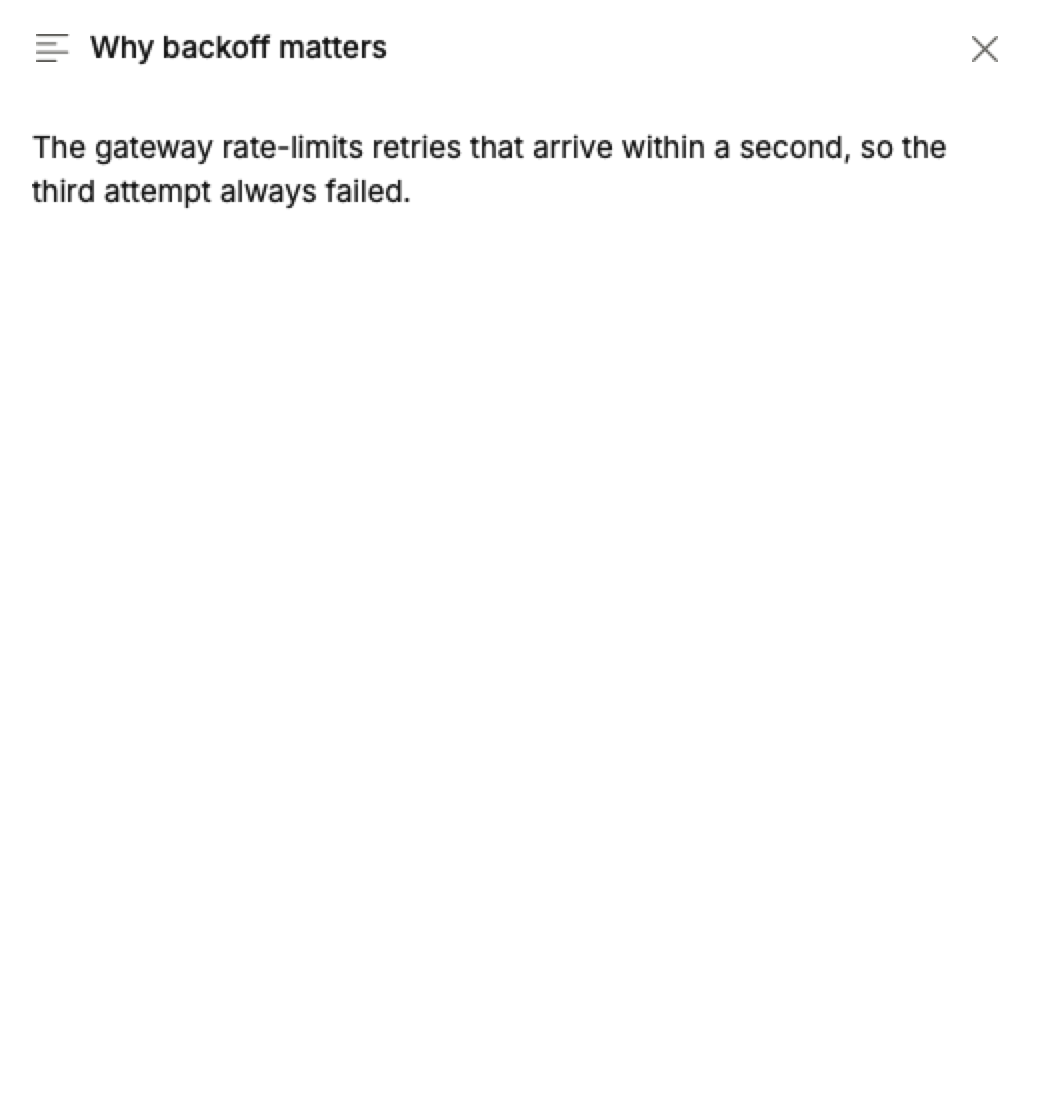 Why backoff matters
The gateway rate-limits retries that arrive within a second, so the
third attempt always failed.